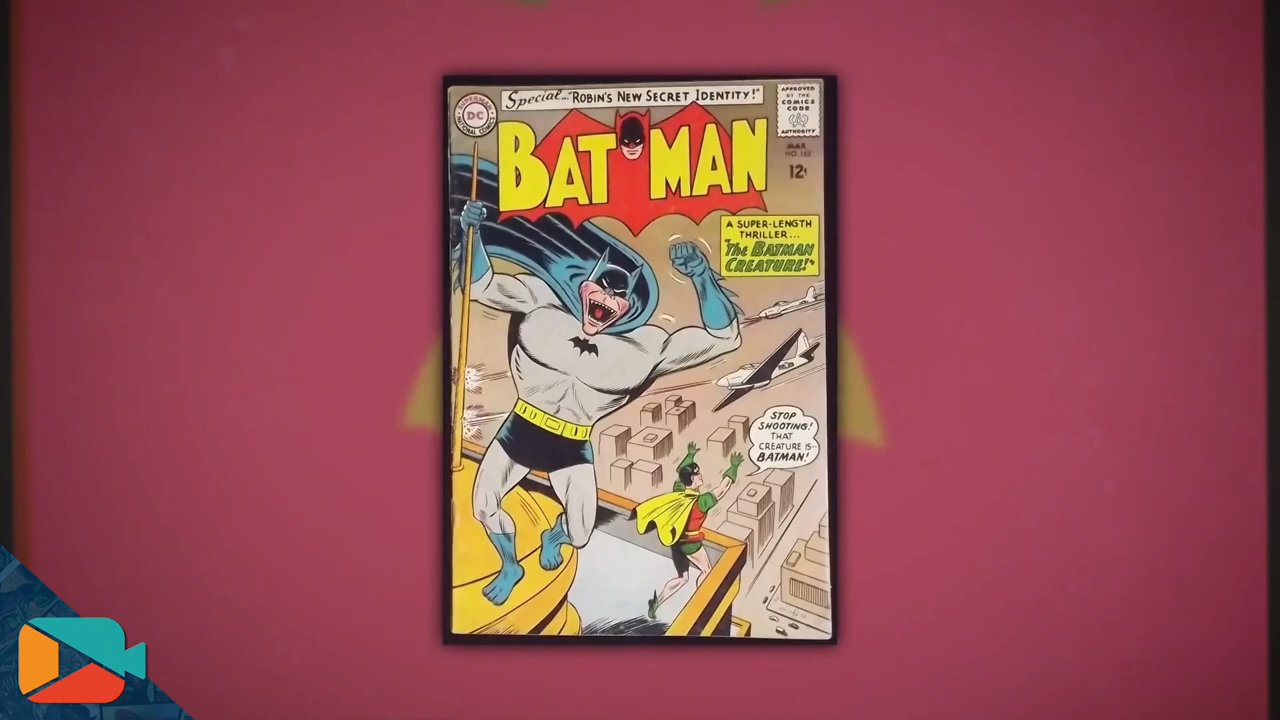 Special..."ROBIN'S NEW SECRET IDENTITY!"
SUPERMAN
DC
NATIONAL COMICS
APPROVED
BY THE
COMICS
CODE
AUTHORITY
BATMAN
MAR.
12¢
A SUPER-LENGTH
THRILLER...
"The BATMAN
CREATURE!"
STOP
SHOOTING!
THAT
CREATURE IS--
BATMAN!